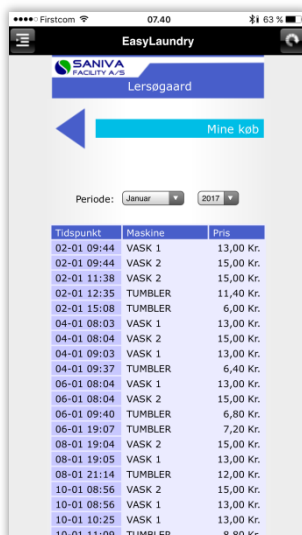 Firstcom 07.40 63 %
EasyLaundry
SANIVA
FACILITY A/S
Lersøgaard
Mine køb
Periode: Januar 2017
Tidspunkt Maskine Pris
02-01 09:44 VASK 1 13,00 Kr.
02-01 09:44 VASK 2 15,00 Kr.
02-01 11:38 VASK 2 15,00 Kr.
02-01 12:35 TUMBLER 11,40 Kr.
02-01 15:08 TUMBLER 6,00 Kr.
04-01 08:03 VASK 1 13,00 Kr.
04-01 08:04 VASK 2 15,00 Kr.
04-01 09:03 VASK 1 13,00 Kr.
04-01 09:37 TUMBLER 6,40 Kr.
06-01 08:04 VASK 1 13,00 Kr.
06-01 08:04 VASK 2 15,00 Kr.
06-01 09:40 TUMBLER 6,80 Kr.
06-01 19:07 TUMBLER 7,20 Kr.
08-01 19:04 VASK 2 15,00 Kr.
08-01 19:05 VASK 1 13,00 Kr.
08-01 21:14 TUMBLER 12,00 Kr.
10-01 08:56 VASK 2 15,00 Kr.
10-01 08:56 VASK 1 13,00 Kr.
10-01 10:25 VASK 1 13,00 Kr.
10-01 11:09 TUMBLER 8,80 Kr.